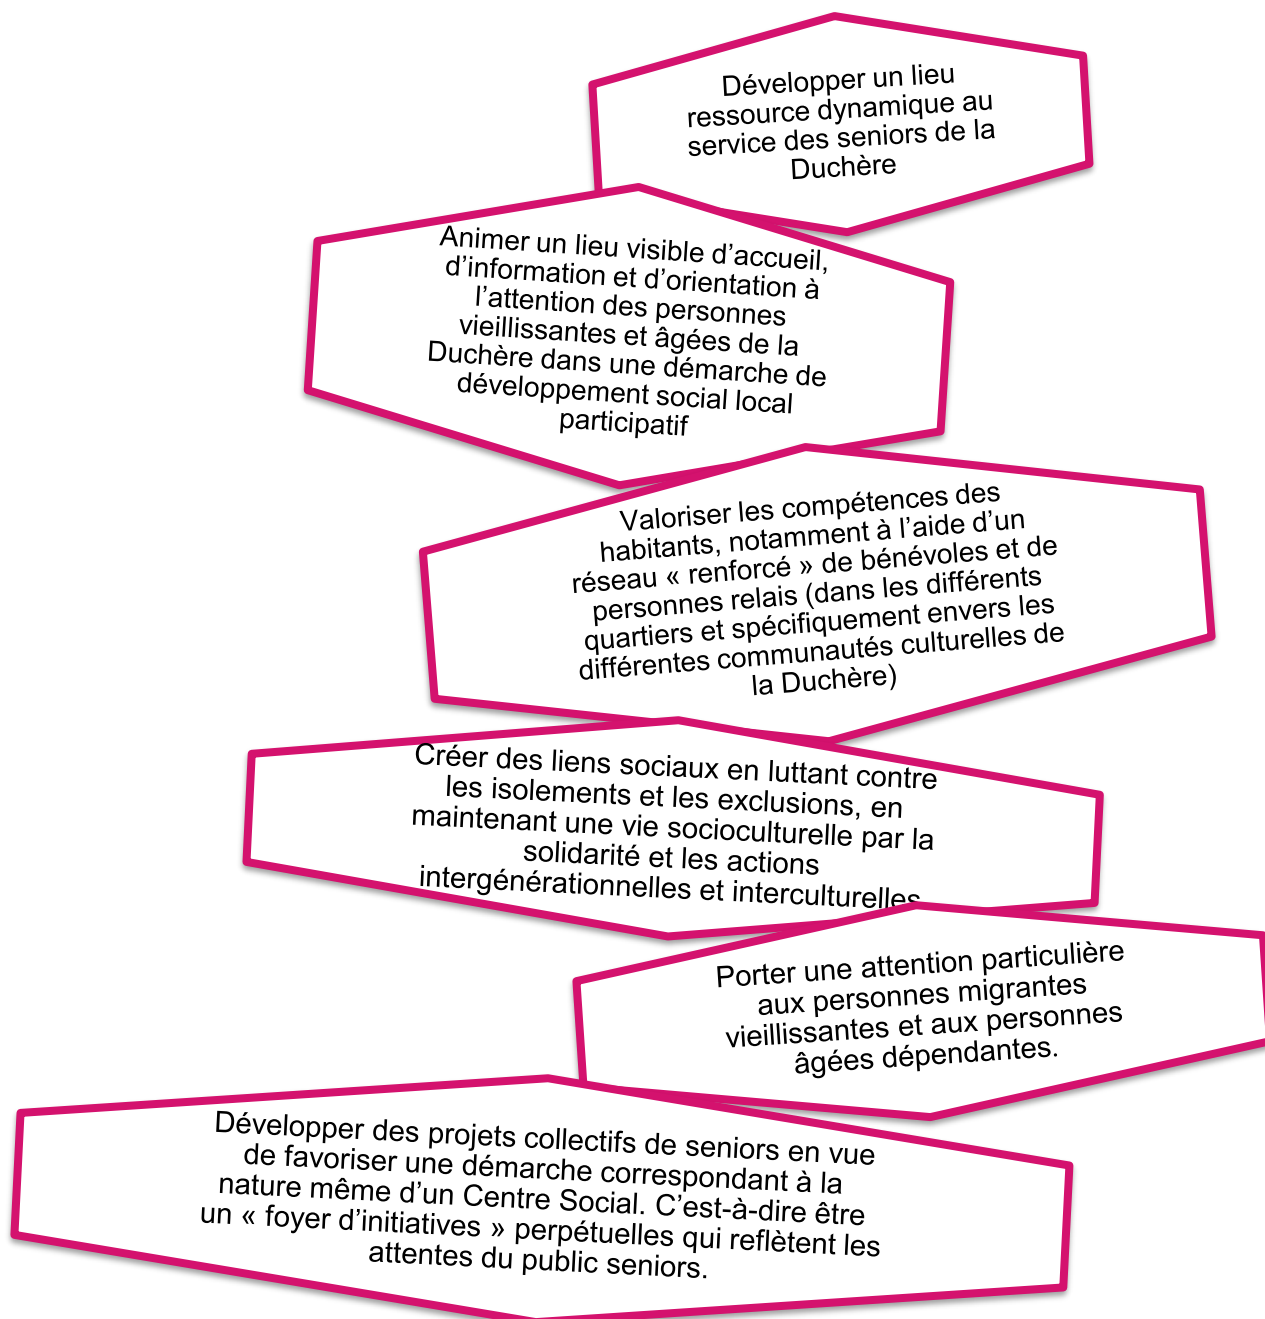 Développer un lieu
ressource dynamique au
service des seniors de la
Duchère
Animer un lieu visible d’accueil,
d’information et d’orientation à
l’attention des personnes
vieillissantes et âgées de la
Duchère dans une démarche de
développement social local
participatif
Valoriser les compétences des
habitants, notamment à l’aide d’un
réseau « renforcé » de bénévoles et de
personnes relais (dans les différents
quartiers et spécifiquement envers les
différentes communautés culturelles de
la Duchère)
Créer des liens sociaux en luttant contre
les isolements et les exclusions, en
maintenant une vie socioculturelle par la
solidarité et les actions
intergénérationnelles et interculturelles
Porter une attention particulière
aux personnes migrantes
vieillissantes et aux personnes
âgées dépendantes.
Développer des projets collectifs de seniors en vue
de favoriser une démarche correspondant à la
nature même d’un Centre Social. C’est-à-dire être
un « foyer d’initiatives » perpétuelles qui reflètent les
attentes du public seniors.